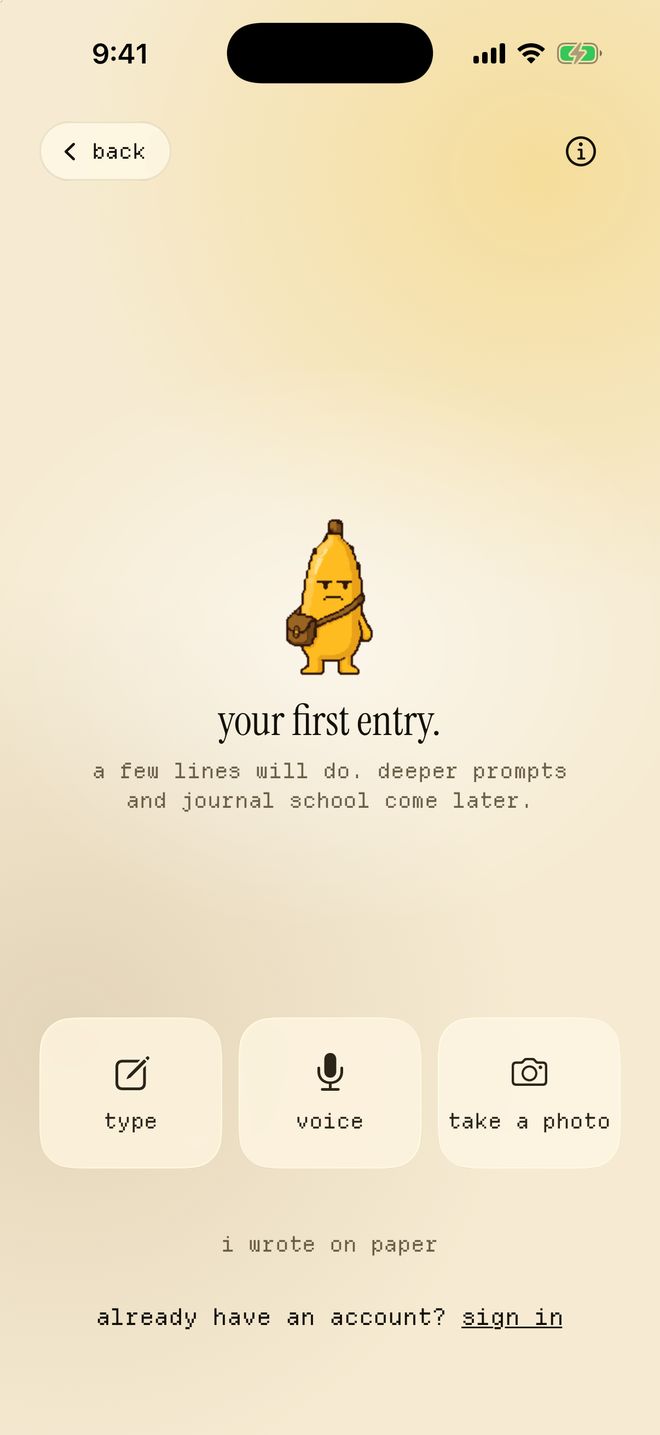 9:41
back
your first entry.
a few lines will do. deeper prompts
and journal school come later.
type
voice
take a photo
i wrote on paper
already have an account? sign in